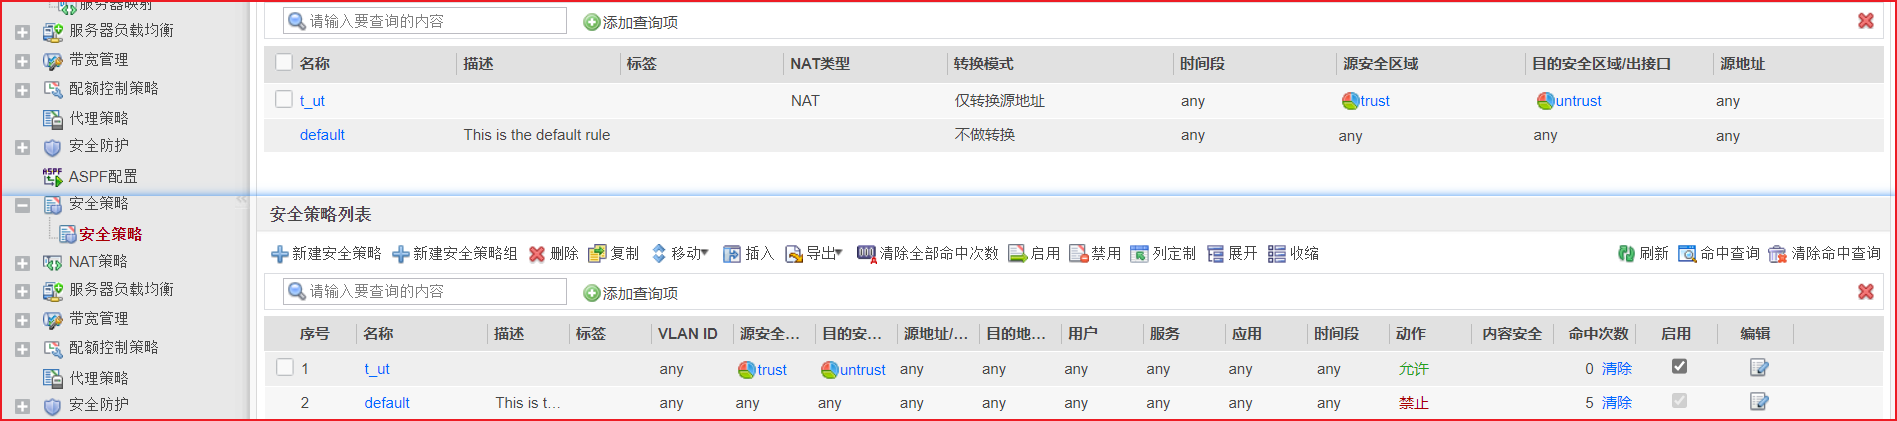 服务器映射
服务器负载均衡
带宽管理
配额控制策略
代理策略
安全防护
ASPF配置
请输入要查询的内容 添加查询项
名称 描述 标签 NAT类型 转换模式 时间段 源安全区域 目的安全区域/出接口 源地址
t_ut NAT 仅转换源地址 any trust untrust any
default This is the default rule 不做转换 any any any any
安全策略
安全策略
NAT策略
服务器负载均衡
带宽管理
配额控制策略
代理策略
安全防护
安全策略列表
新建安全策略 新建安全策略组 删除 复制 移动 插入 导出 清除全部命中次数 启用 禁用 列定制 展开 收缩 刷新 命中查询 清除命中查询
请输入要查询的内容 添加查询项
序号 名称 描述 标签 VLAN ID 源安全... 目的安... 源地址/... 目的地... 用户 服务 应用 时间段 动作 内容安全 命中次数 启用 编辑
1 t_ut any trust untrust any any any any any any 允许 0 清除
2 default This is t... any any any any any any any any any 禁止 5 清除